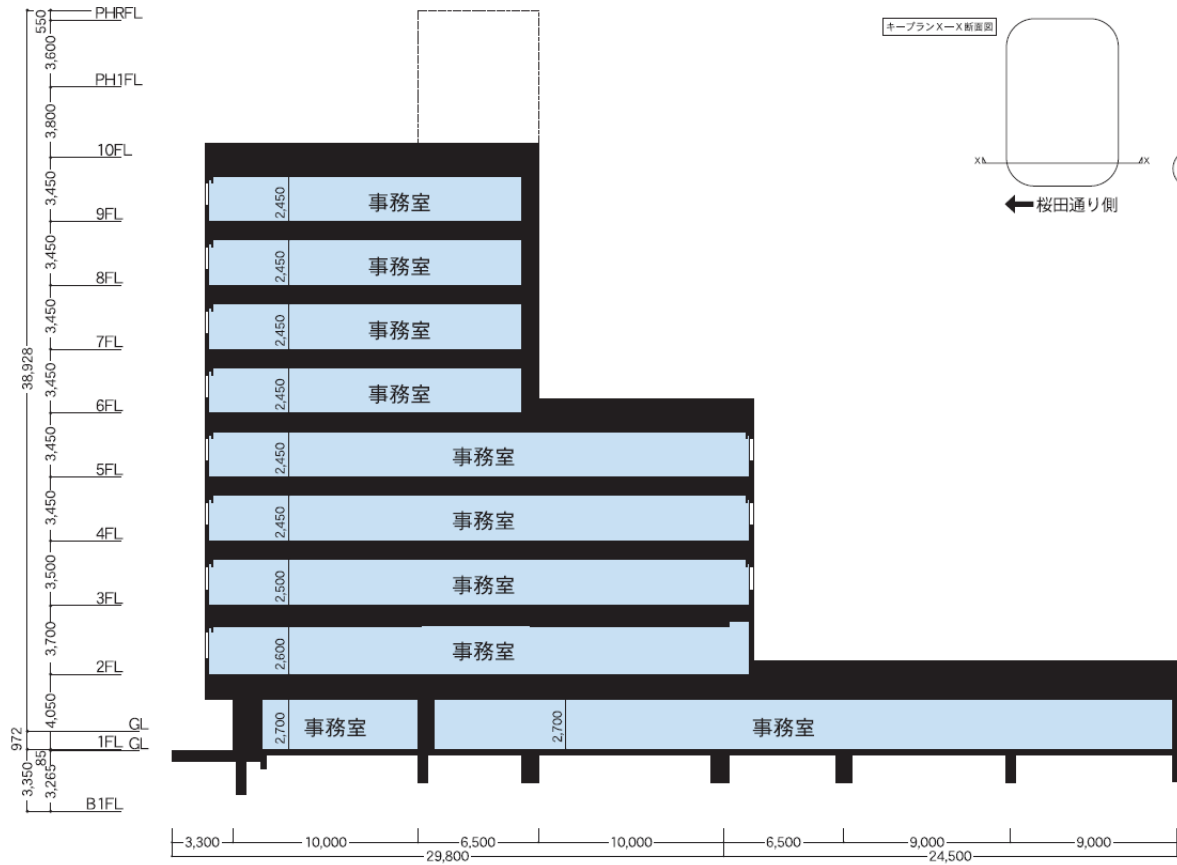 PHRFL
550
3,600
PH1FL
3,800
10FL
3,450
9FL
3,450
8FL
3,450
7FL
3,450
6FL
3,450
5FL
3,450
4FL
3,500
3FL
3,700
2FL
4,050
GL
1FL GL
85
3,265
B1FL
38,928
972
3,350
キープランX—X断面図
X X
桜田通り側
2,450 事務室
2,450 事務室
2,450 事務室
2,450 事務室
2,450 事務室
2,450 事務室
2,500 事務室
2,600 事務室
2,700 事務室 2,700 事務室
3,300 10,000 6,500 10,000 6,500 9,000 9,000
29,800 24,500